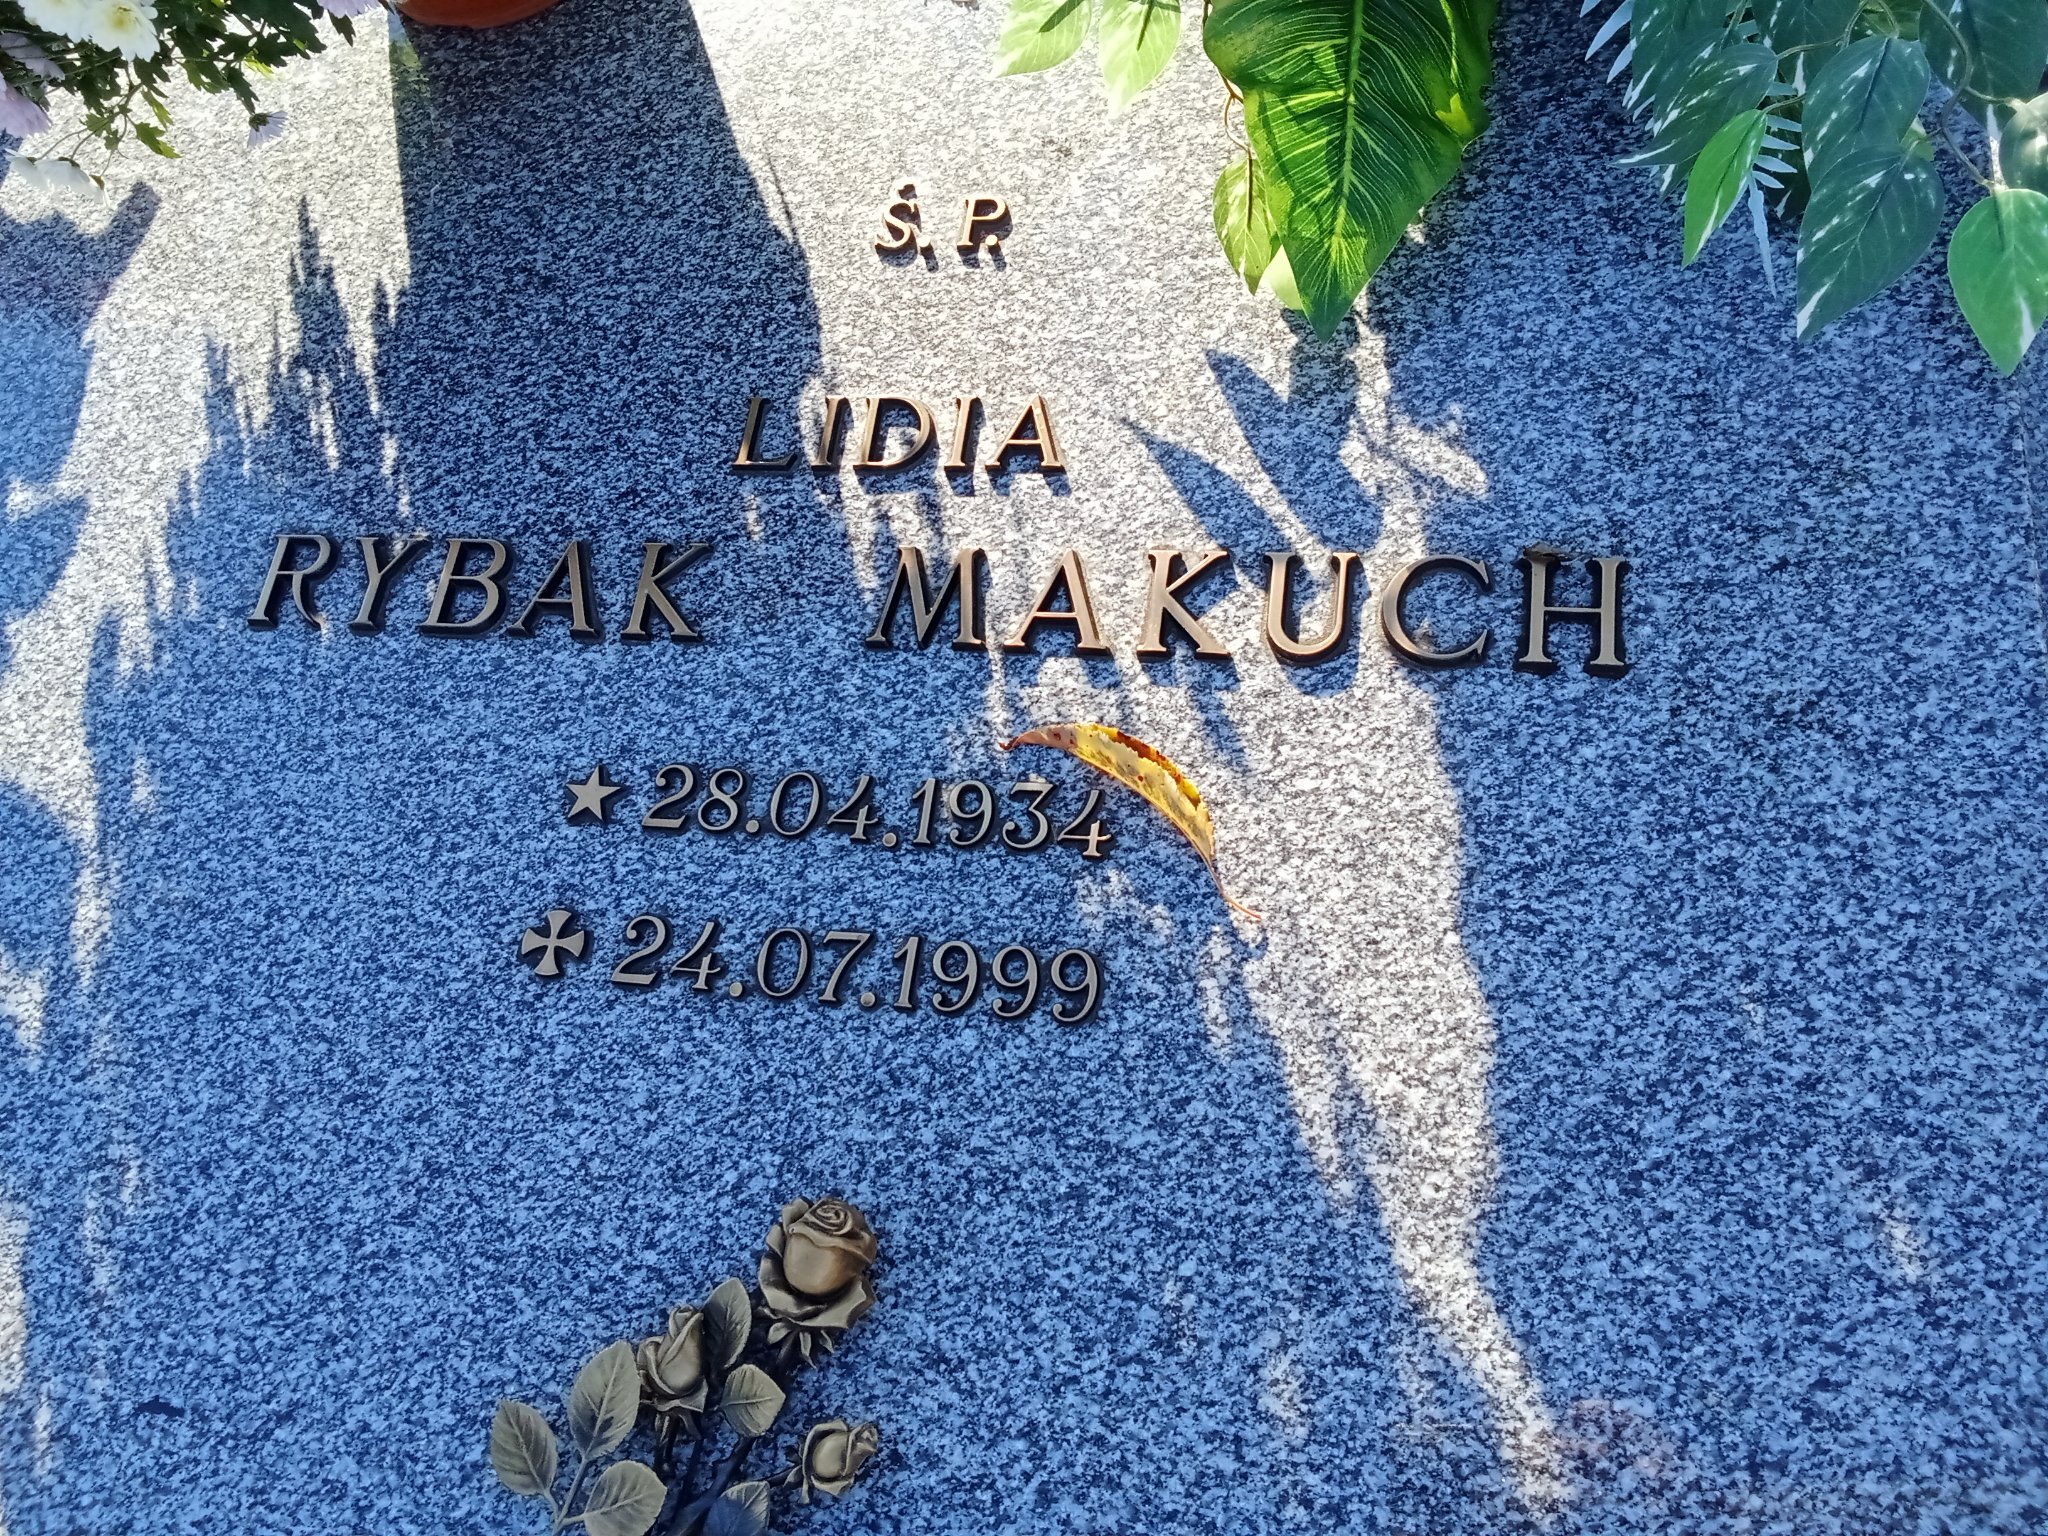 Ś. P.
LIDIA
RYBAK MAKUCH
★ 28.04.1934
✠ 24.07.1999